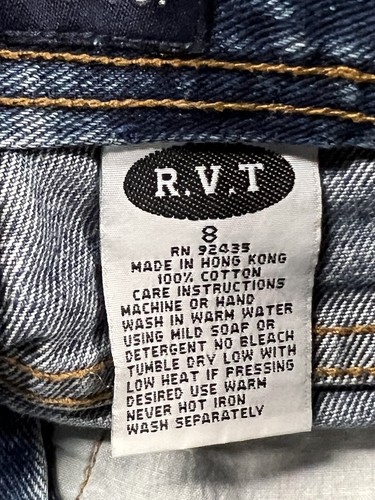 R.V.T
8
RN 92435
MADE IN HONG KONG
100% COTTON
CARE INSTRUCTIONS
MACHINE OR HAND
WASH IN WARM WATER
USING MILD SOAP OR
DETERGENT NO BLEACH
TUMBLE DRY LOW WITH
LOW HEAT IF PRESSING
DESIRED USE WARM
NEVER HOT IRON
WASH SEPARATELY